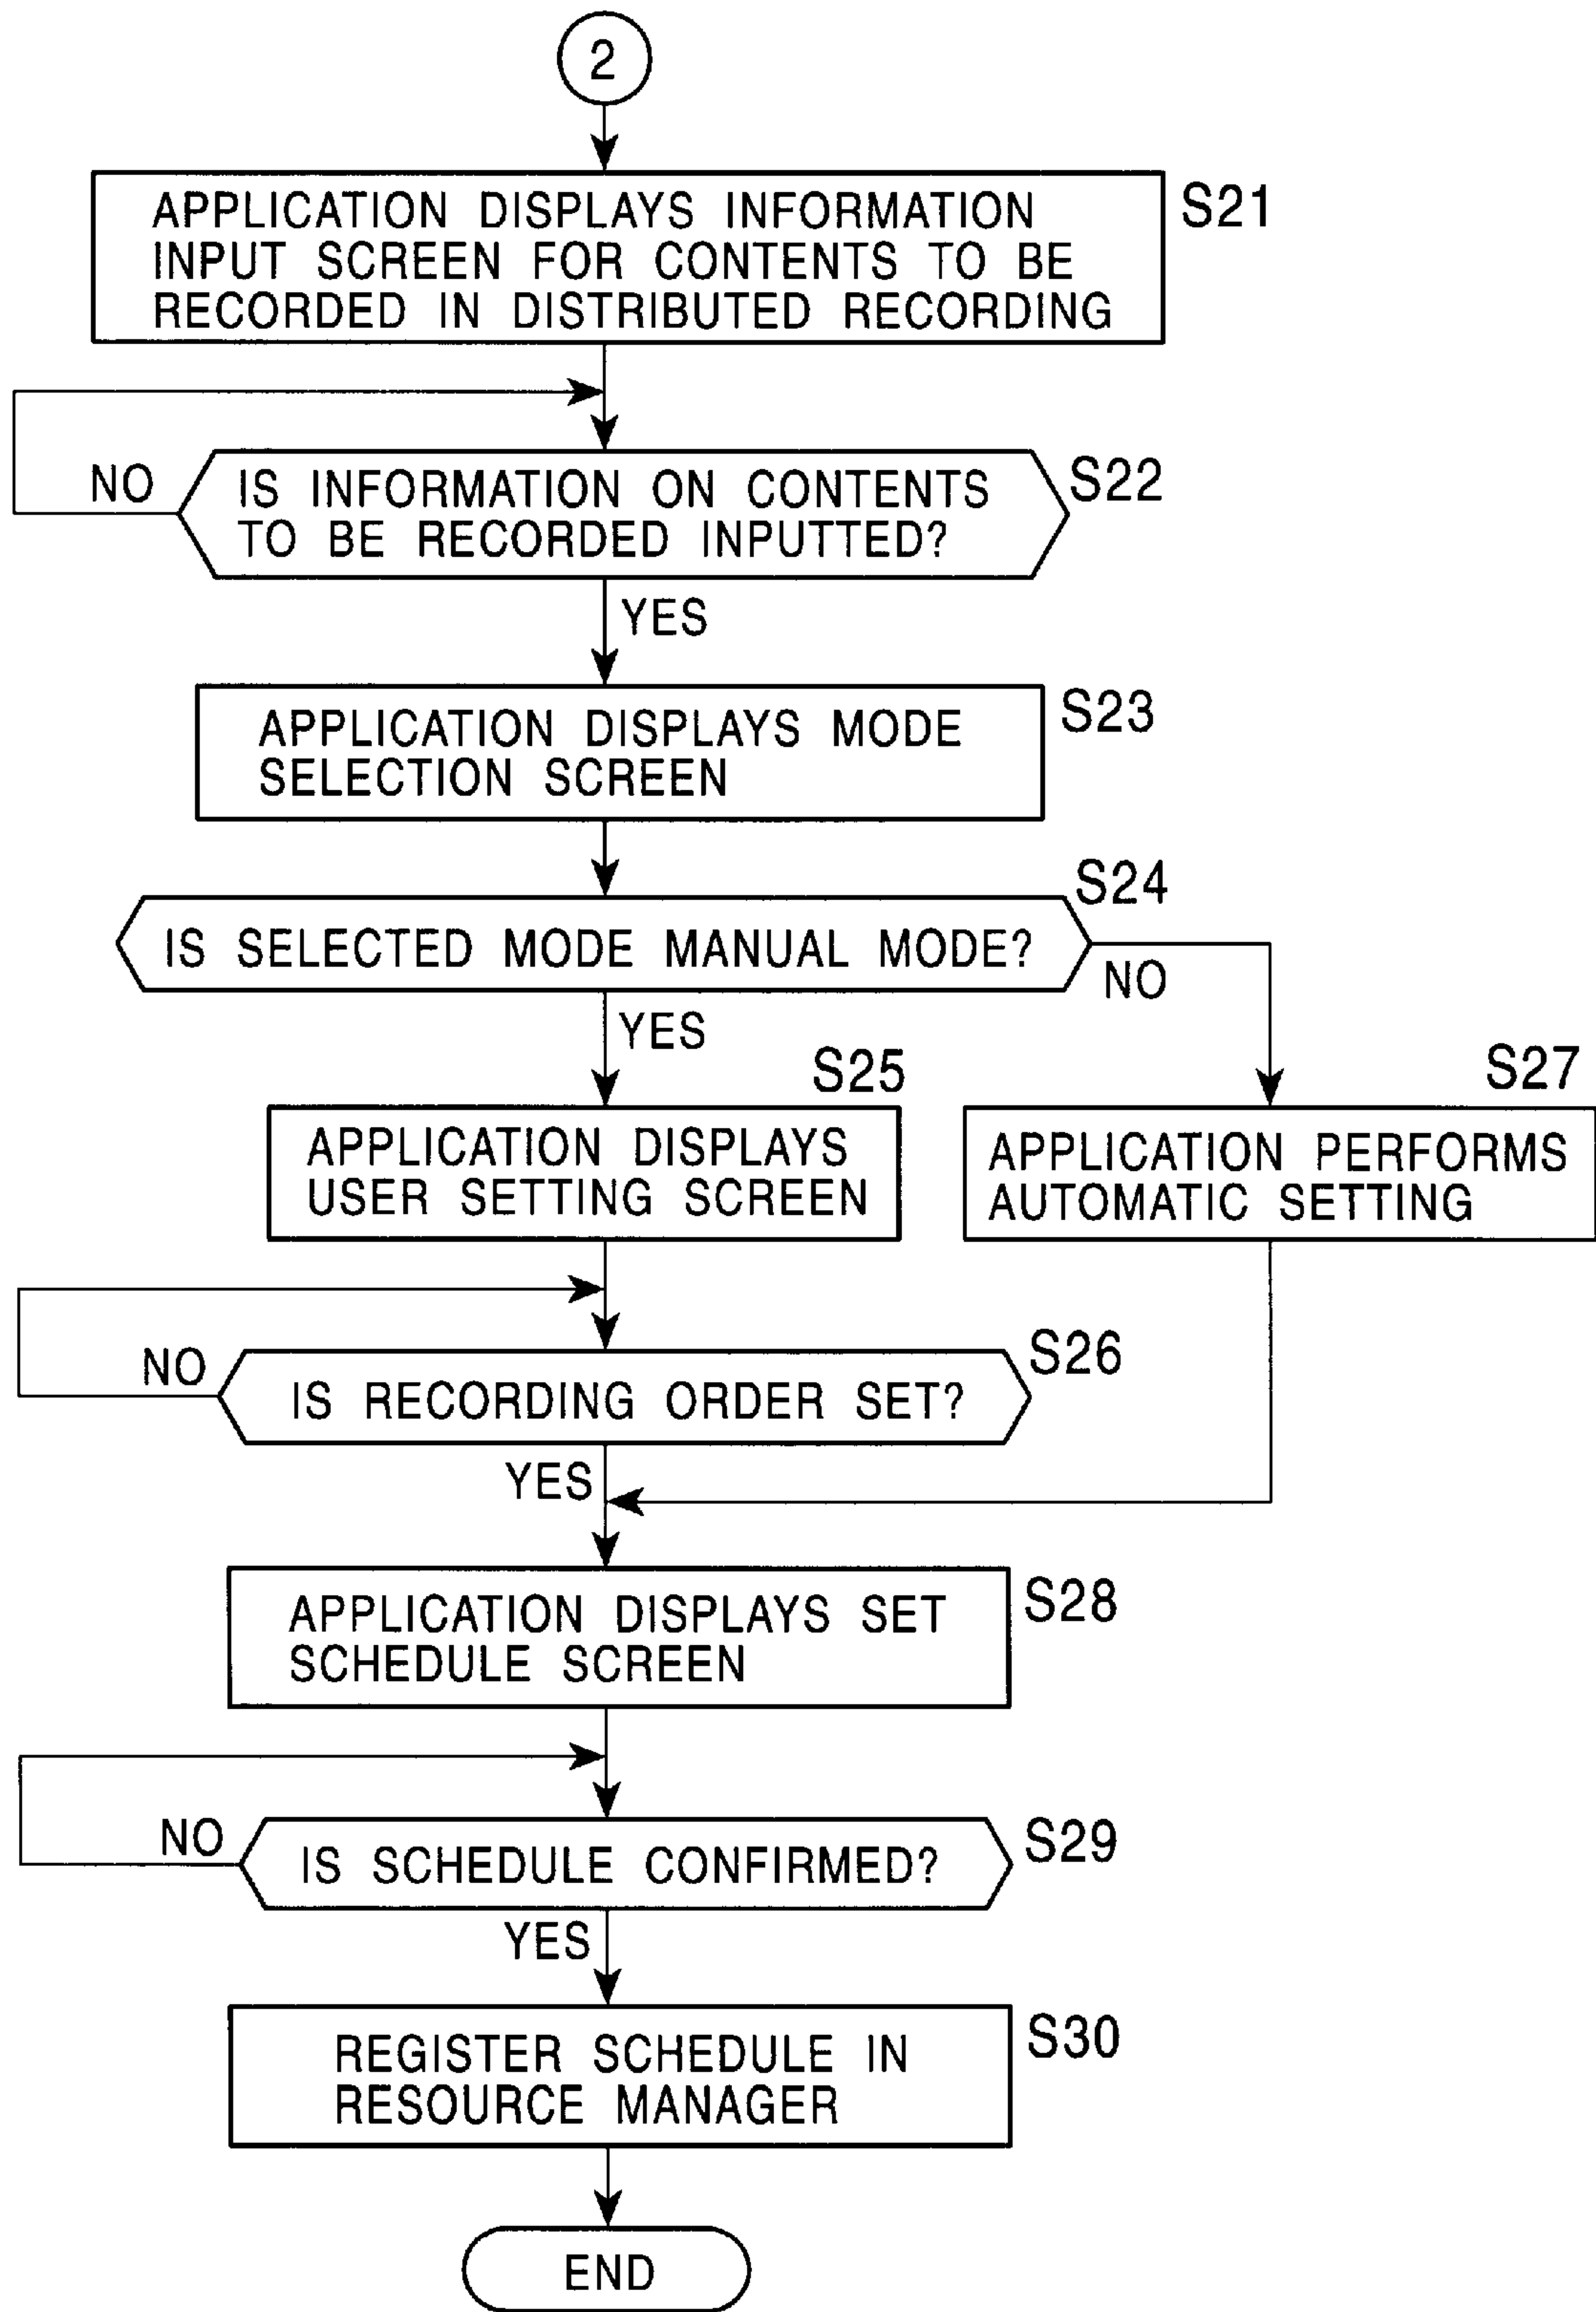 2
APPLICATION DISPLAYS INFORMATION
INPUT SCREEN FOR CONTENTS TO BE
RECORDED IN DISTRIBUTED RECORDING
S21
NO
IS INFORMATION ON CONTENTS
TO BE RECORDED INPUTTED?
S22
YES
APPLICATION DISPLAYS MODE
SELECTION SCREEN
S23
S24
IS SELECTED MODE MANUAL MODE?
NO
YES
S25
APPLICATION DISPLAYS
USER SETTING SCREEN
S27
APPLICATION PERFORMS
AUTOMATIC SETTING
NO
IS RECORDING ORDER SET?
S26
YES
APPLICATION DISPLAYS SET
SCHEDULE SCREEN
S28
NO
IS SCHEDULE CONFIRMED?
S29
YES
REGISTER SCHEDULE IN
RESOURCE MANAGER
S30
END